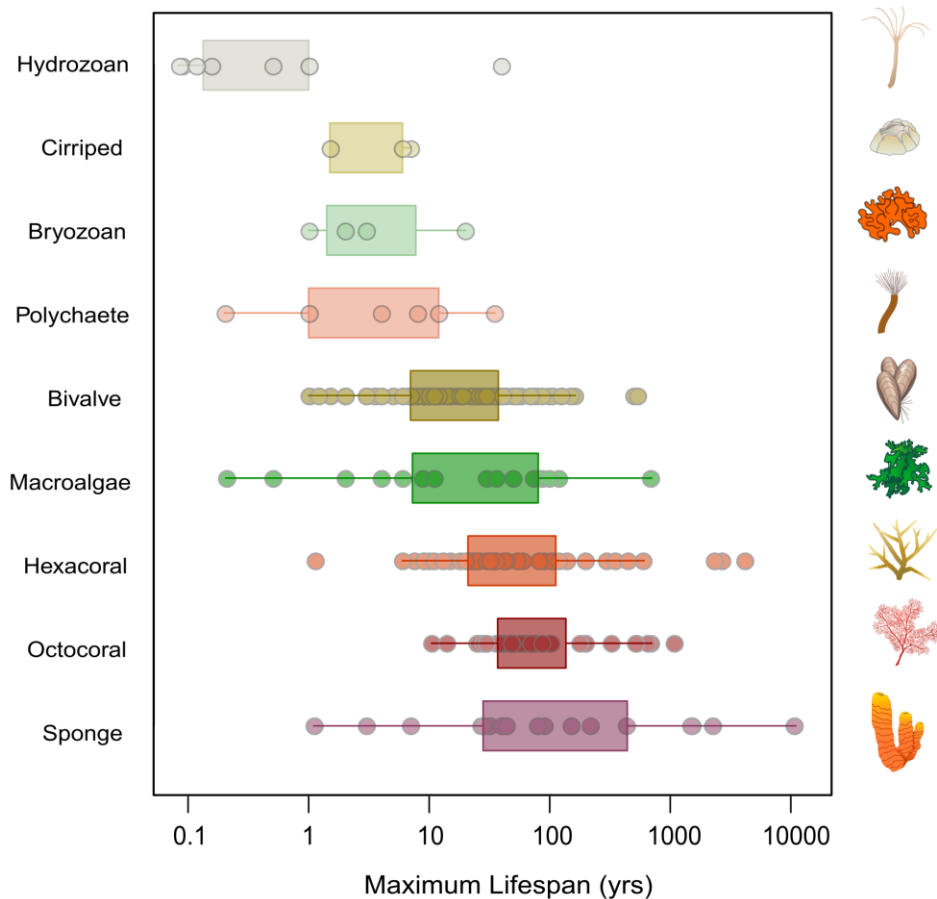 Hydrozoan
Cirriped
Bryozoan
Polychaete
Bivalve
Macroalgae
Hexacoral
Octocoral
Sponge
0.1 1 10 100 1000 10000
Maximum Lifespan (yrs)